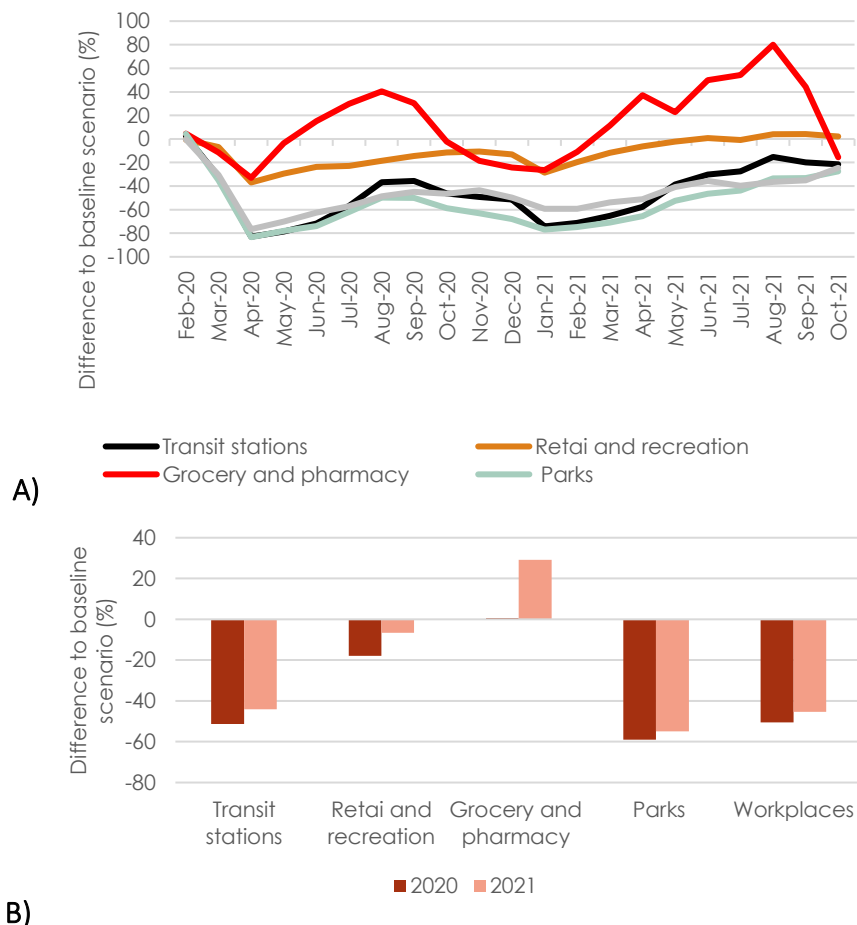 Difference to baseline scenario (%)
100
80
60
40
20
0
-20
-40
-60
-80
-100
Feb-20
Mar-20
Apr-20
May-20
Jun-20
Jul-20
Aug-20
Sep-20
Oct-20
Nov-20
Dec-20
Jan-21
Feb-21
Mar-21
Apr-21
May-21
Jun-21
Jul-21
Aug-21
Sep-21
Oct-21
Transit stations
Retai and recreation
Grocery and pharmacy
Parks
A)
Difference to baseline
scenario (%)
40
20
0
-20
-40
-60
-80
Transit
stations
Retai and
recreation
Grocery and
pharmacy
Parks
Workplaces
2020
2021
B)